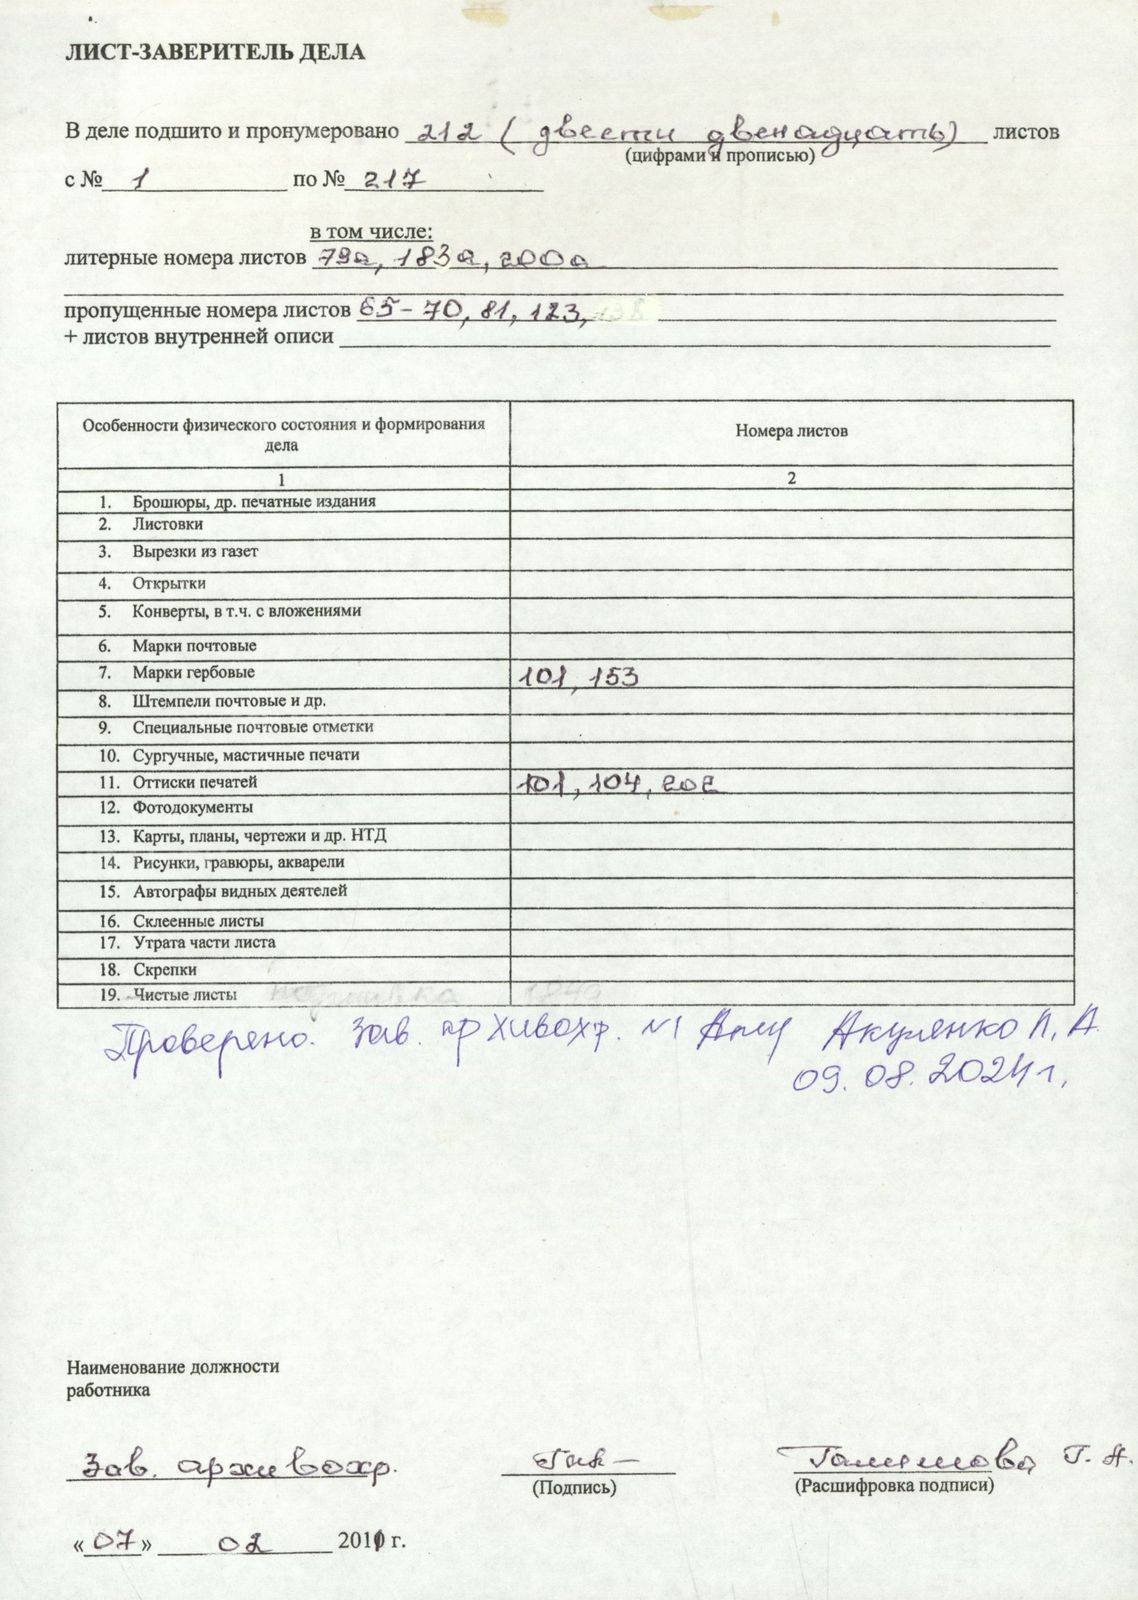 ЛИСТ-ЗАВЕРИТЕЛЬ ДЕЛА
В деле подшито и пронумеровано 212 (двести двенадцать) листов
(цифрами и прописью)
с № 1 по № 217
в том числе:
литерные номера листов 79а, 183а, 200а
пропущенные номера листов 65-70, 81, 123,
+ листов внутренней описи
Особенности физического состояния и формирования дела Номера листов
1 2
1. Брошюры, др. печатные издания
2. Листовки
3. Вырезки из газет
4. Открытки
5. Конверты, в т.ч. с вложениями
6. Марки почтовые
7. Марки гербовые 101, 153
8. Штемпели почтовые и др.
9. Специальные почтовые отметки
10. Сургучные, мастичные печати
11. Оттиски печатей 101, 104, 202
12. Фотодокументы
13. Карты, планы, чертежи и др. НТД
14. Рисунки, гравюры, акварели
15. Автографы видных деятелей
16. Склеенные листы
17. Утрата части листа
18. Скрепки
19. Чистые листы
Проверено. Зав. архивохр. №1 Акуленко Л. А.
09.08.2024 г.
Наименование должности
работника
Зав. архивохр. Г. А.
(Подпись) (Расшифровка подписи)
«07» 02 2011 г.